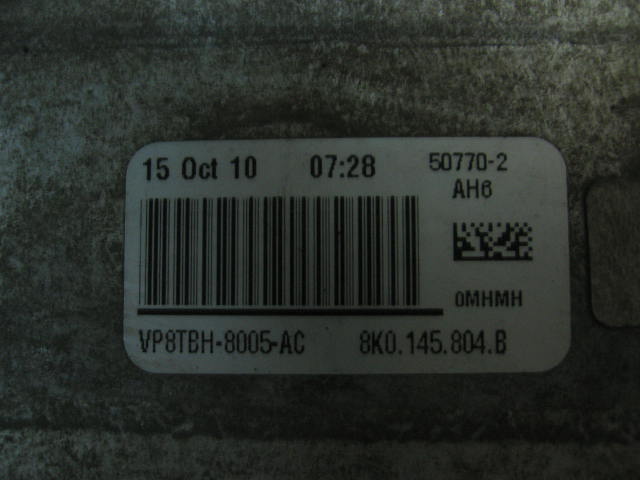 15 Oct 10 07:28 50770-2
AH6
0MHMH
VP8TBH-8005-AC 8K0.145.804.B